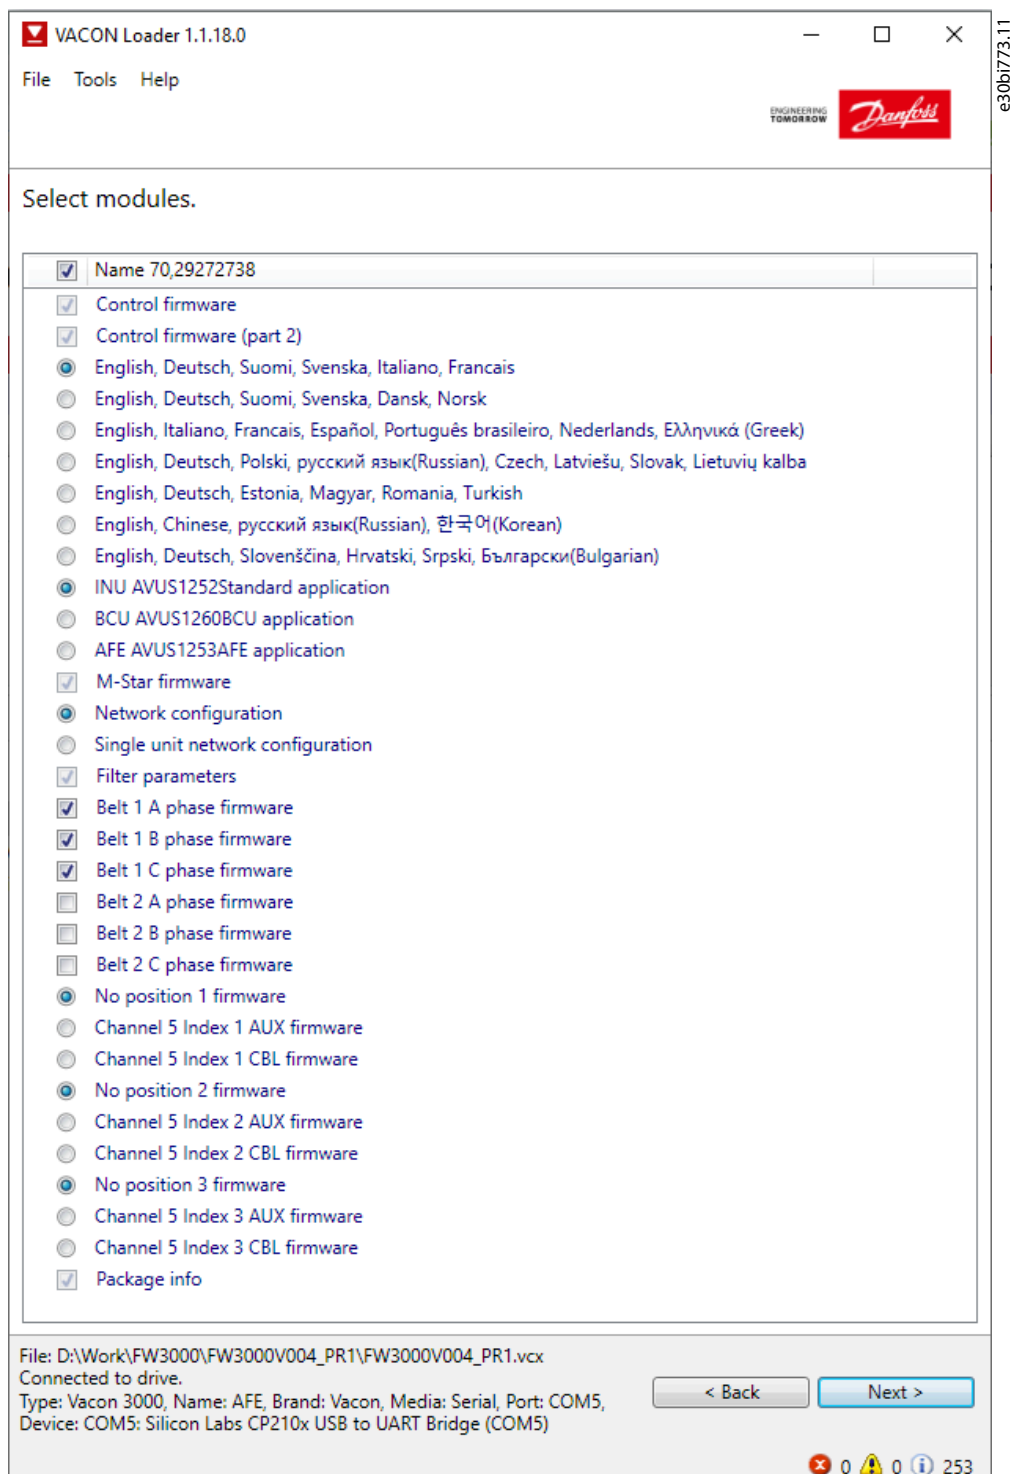 VACON Loader 1.1.18.0
File Tools Help
ENGINEERING
TOMORROW
Danfoss
e30bi773.11
Select modules.
Name 70,29272738
Control firmware
Control firmware (part 2)
English, Deutsch, Suomi, Svenska, Italiano, Francais
English, Deutsch, Suomi, Svenska, Dansk, Norsk
English, Italiano, Francais, Español, Português brasileiro, Nederlands, Ελληνικά (Greek)
English, Deutsch, Polski, русский язык(Russian), Czech, Latviešu, Slovak, Lietuvių kalba
English, Deutsch, Estonia, Magyar, Romania, Turkish
English, Chinese, русский язык(Russian), 한국어(Korean)
English, Deutsch, Slovenščina, Hrvatski, Srpski, Български(Bulgarian)
INU AVUS1252Standard application
BCU AVUS1260BCU application
AFE AVUS1253AFE application
M-Star firmware
Network configuration
Single unit network configuration
Filter parameters
Belt 1 A phase firmware
Belt 1 B phase firmware
Belt 1 C phase firmware
Belt 2 A phase firmware
Belt 2 B phase firmware
Belt 2 C phase firmware
No position 1 firmware
Channel 5 Index 1 AUX firmware
Channel 5 Index 1 CBL firmware
No position 2 firmware
Channel 5 Index 2 AUX firmware
Channel 5 Index 2 CBL firmware
No position 3 firmware
Channel 5 Index 3 AUX firmware
Channel 5 Index 3 CBL firmware
Package info
File: D:\Work\FW3000\FW3000V004_PR1\FW3000V004_PR1.vcx
Connected to drive.
Type: Vacon 3000, Name: AFE, Brand: Vacon, Media: Serial, Port: COM5,
Device: COM5: Silicon Labs CP210x USB to UART Bridge (COM5)
< Back Next >
0 0 253